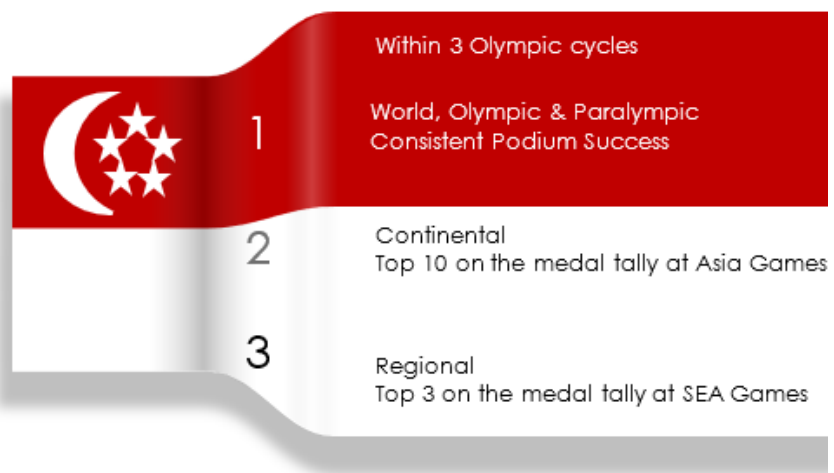 Within 3 Olympic cycles
1
World, Olympic & Paralympic
Consistent Podium Success
2
Continental
Top 10 on the medal tally at Asia Games
3
Regional
Top 3 on the medal tally at SEA Games